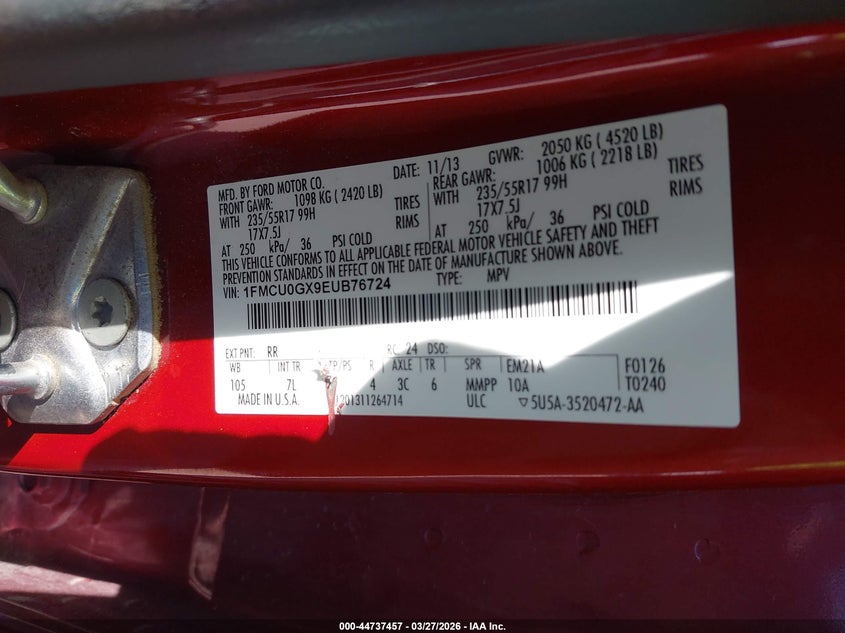 MFD. BY FORD MOTOR CO. DATE: 11/13 GVWR: 2050 KG ( 4520 LB)
FRONT GAWR: 1098 KG ( 2420 LB) REAR GAWR: 1006 KG ( 2218 LB)
WITH 235/55R17 99H TIRES WITH 235/55R17 99H TIRES
17X7.5J RIMS 17X7.5J RIMS
AT 250 kPa/ 36 PSI COLD AT 250 kPa/ 36 PSI COLD
THIS VEHICLE CONFORMS TO ALL APPLICABLE FEDERAL MOTOR VEHICLE SAFETY AND THEFT
PREVENTION STANDARDS IN EFFECT ON THE DATE OF MANUFACTURE SHOWN ABOVE.
VIN: 1FMCU0GX9EUB76724 TYPE: MPV
EXT PNT: RR RC: 24 DSO:
WB INT TR TP/PS R AXLE TR SPR EM21A F0126
105 7L 4 3C 6 MMPP 10A T0240
MADE IN U.S.A. 201311264714 ULC ▽5U5A-3520472-AA
000-44737457 — 03/27/2026 — IAA Inc.